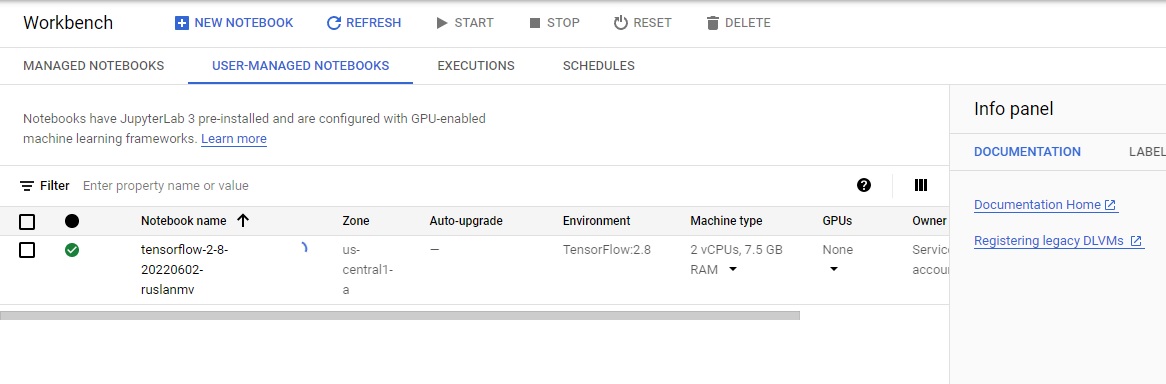 Workbench NEW NOTEBOOK REFRESH START STOP RESET DELETE
MANAGED NOTEBOOKS USER-MANAGED NOTEBOOKS EXECUTIONS SCHEDULES
Notebooks have JupyterLab 3 pre-installed and are configured with GPU-enabled
machine learning frameworks. Learn more
Filter Enter property name or value
Notebook name Zone Auto-upgrade Environment Machine type GPUs Owner
tensorflow-2-8- us- — TensorFlow:2.8 2 vCPUs, 7.5 GB None Servic
20220602- central1- RAM accou
ruslanmv a
Info panel
DOCUMENTATION LABEL
Documentation Home
Registering legacy DLVMs